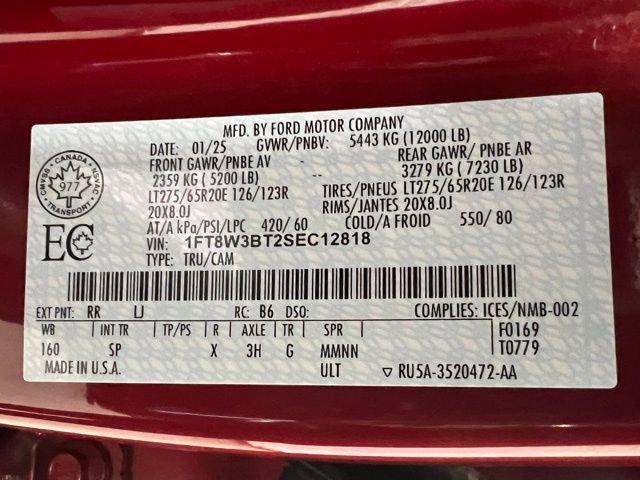 MFD. BY FORD MOTOR COMPANY
DATE: 01/25 GVWR/PNBV: 5443 KG (12000 LB)
FRONT GAWR/PNBE AV REAR GAWR/ PNBE AR
2359 KG ( 5200 LB) -- 3279 KG ( 7230 LB)
LT275/65R20E 126/123R TIRES/PNEUS LT275/65R20E 126/123R
20X8.0J RIMS/JANTES 20X8.0J
AT/A kPa/PSI/LPC 420/ 60 COLD/A FROID 550/ 80
VIN: 1FT8W3BT2SEC12818
TYPE: TRU/CAM
CANADA
NSVAC
977
TRANSPORT
EC
EXT PNT: RR LJ RC: B6 DSO: COMPLIES: ICES/NMB-002
WB INT TR TP/PS R AXLE TR SPR F0169
160 SP X 3H G MMNN T0779
MADE IN U.S.A. ULT ▽ RU5A-3520472-AA